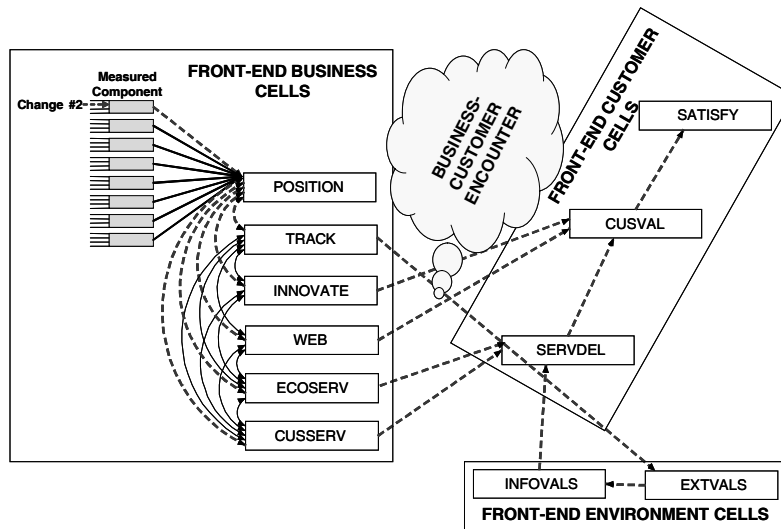 Measured
Component
FRONT-END BUSINESS
CELLS
Change #2
POSITION
TRACK
INNOVATE
WEB
ECOSERV
CUSSERV
BUSINESS-
CUSTOMER
ENCOUNTER
FRONT-END CUSTOMER
CELLS
SATISFY
CUSVAL
SERVDEL
INFOVALS
EXTVALS
FRONT-END ENVIRONMENT CELLS